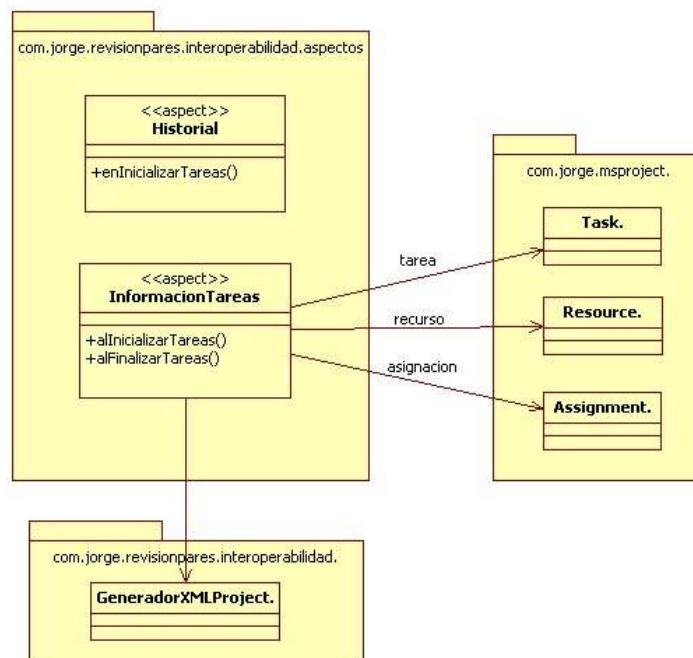 com.jorge.revisionpares.interoperabilidad.aspectos
<<aspect>>
Historial
+enInicializarTareas()
<<aspect>>
InformacionTareas
+alInicializarTareas()
+alFinalizarTareas()
tarea
recurso
asignacion
com.jorge.msproject.
Task.
Resource.
Assignment.
com.jorge.revisionpares.interoperabilidad.
GeneradorXMLProject.